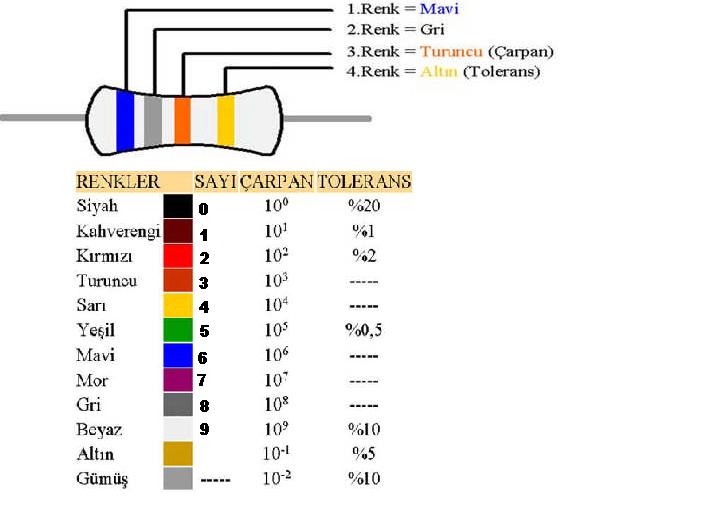 1.Renk = Mavi
2.Renk = Gri
3.Renk = Turuncu (Çarpan)
4.Renk = Altın (Tolerans)
RENKLER SAYI ÇARPAN TOLERANS
Siyah 0 10⁰ %20
Kahverengi 1 10¹ %1
Kırmızı 2 10² %2
Turuncu 3 10³ -----
Sarı 4 10⁴ -----
Yeşil 5 10⁵ %0,5
Mavi 6 10⁶ -----
Mor 7 10⁷ -----
Gri 8 10⁸ -----
Beyaz 9 10⁹ %10
Altın 10⁻¹ %5
Gümüş ----- 10⁻² %10